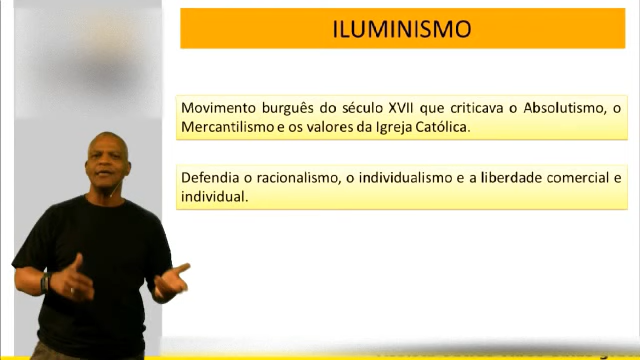 ILUMINISMO
Movimento burguês do século XVII que criticava o Absolutismo, o
Mercantilismo e os valores da Igreja Católica.
Defendia o racionalismo, o individualismo e a liberdade comercial e
individual.